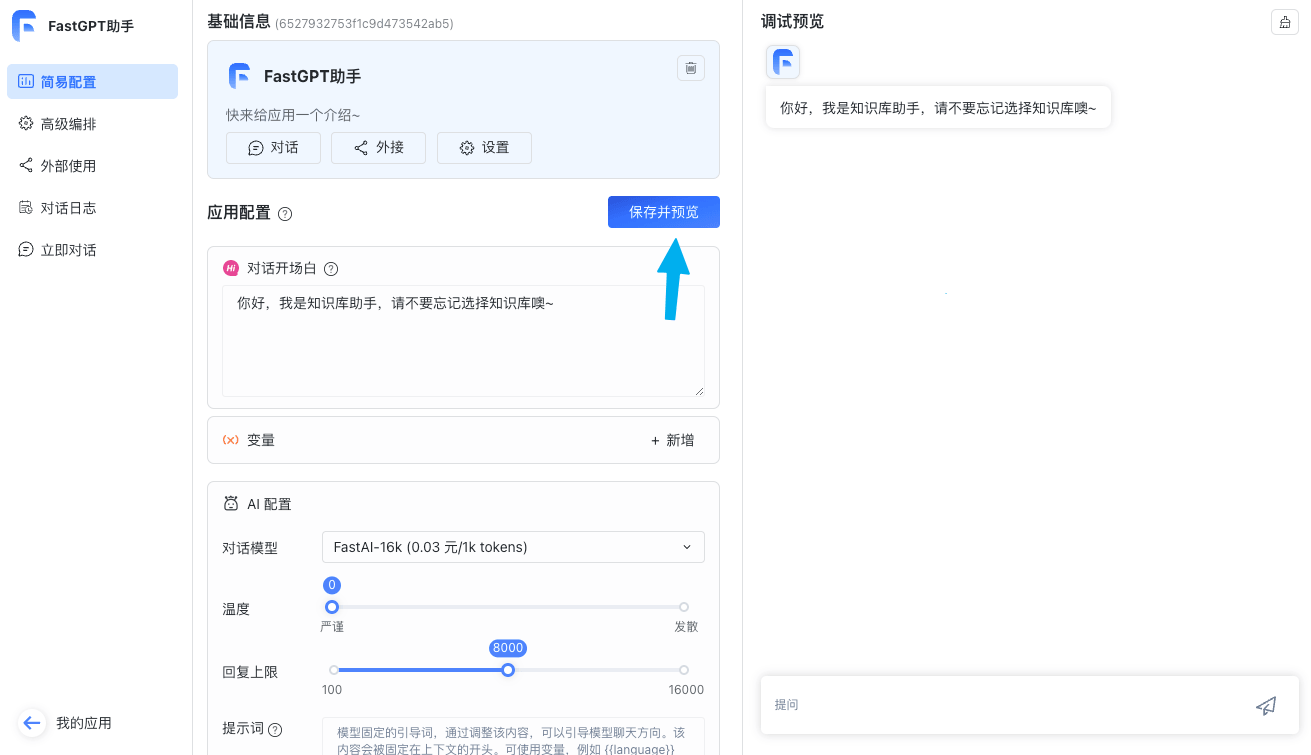 FastGPT助手
简易配置
高级编排
外部使用
对话日志
立即对话
我的应用
基础信息 (6527932753f1c9d473542ab5)
FastGPT助手
快来给应用一个介绍~
对话 外接 设置
应用配置 ?
保存并预览
Hi 对话开场白 ?
你好，我是知识库助手，请不要忘记选择知识库噢~
(x) 变量
+ 新增
AI 配置
对话模型
FastAI-16k (0.03 元/1k tokens)
0
温度
严谨 发散
8000
回复上限
100 16000
提示词 ?
模型固定的引导词，通过调整该内容，可以引导模型聊天方向。该
内容会被固定在上下文的开头。可使用变量，例如 {{language}}
调试预览
你好，我是知识库助手，请不要忘记选择知识库噢~
提问